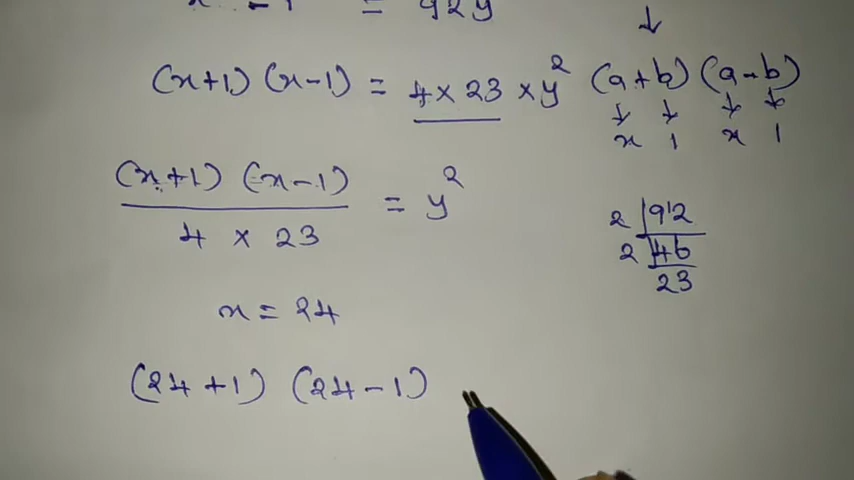 = 92y
(x+1) (x-1) = 4 × 23 × y²
(a+b) (a-b)
↓ ↓ ↓ ↓
x 1 x 1
(x+1) (x-1)
4 × 23
= y²
2 | 92
2 | 46
23
x = 24
(24+1) (24-1)